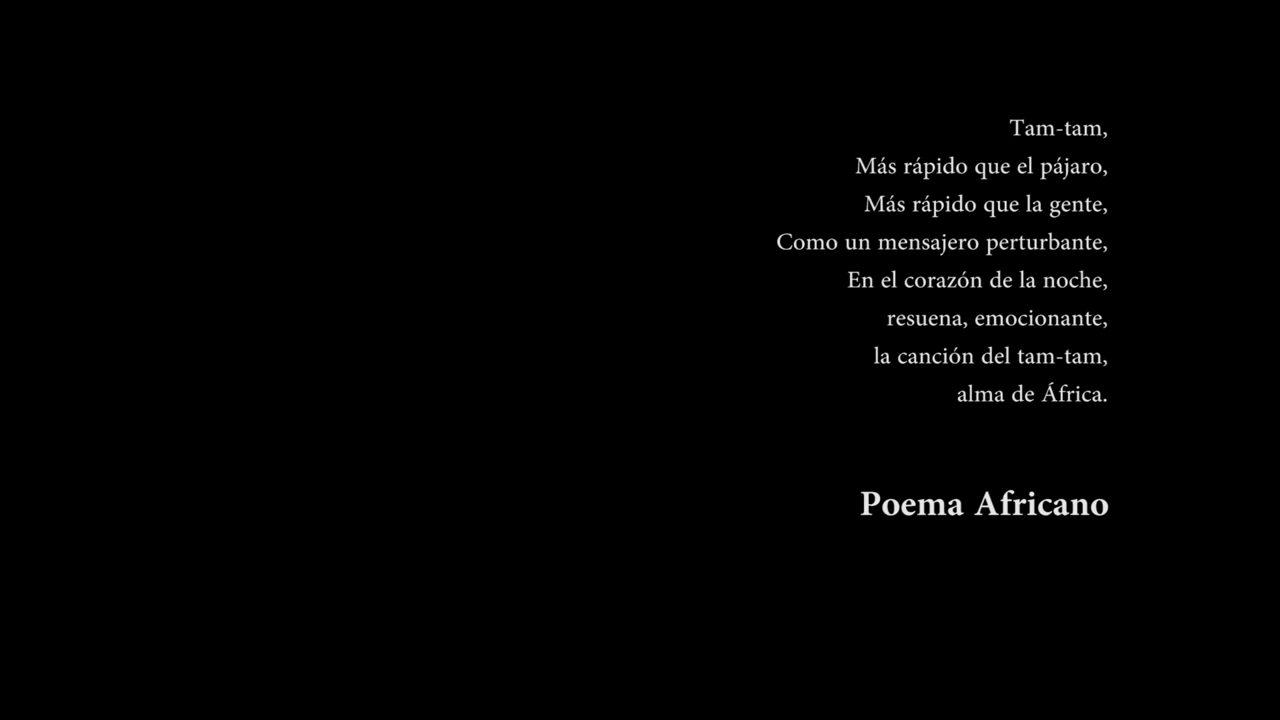 Tam-tam,
Más rápido que el pájaro,
Más rápido que la gente,
Como un mensajero perturbante,
En el corazón de la noche,
resuena, emocionante,
la canción del tam-tam,
alma de África.
Poema Africano